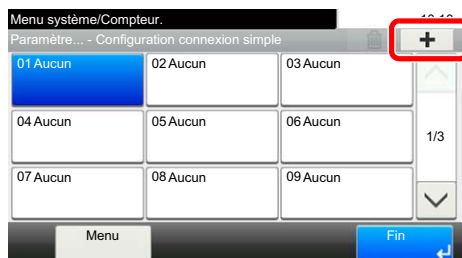 Menu système/Compteur.
Paramètre... - Configuration connexion simple
01 Aucun 02 Aucun 03 Aucun
04 Aucun 05 Aucun 06 Aucun
1/3
07 Aucun 08 Aucun 09 Aucun
Menu Fin